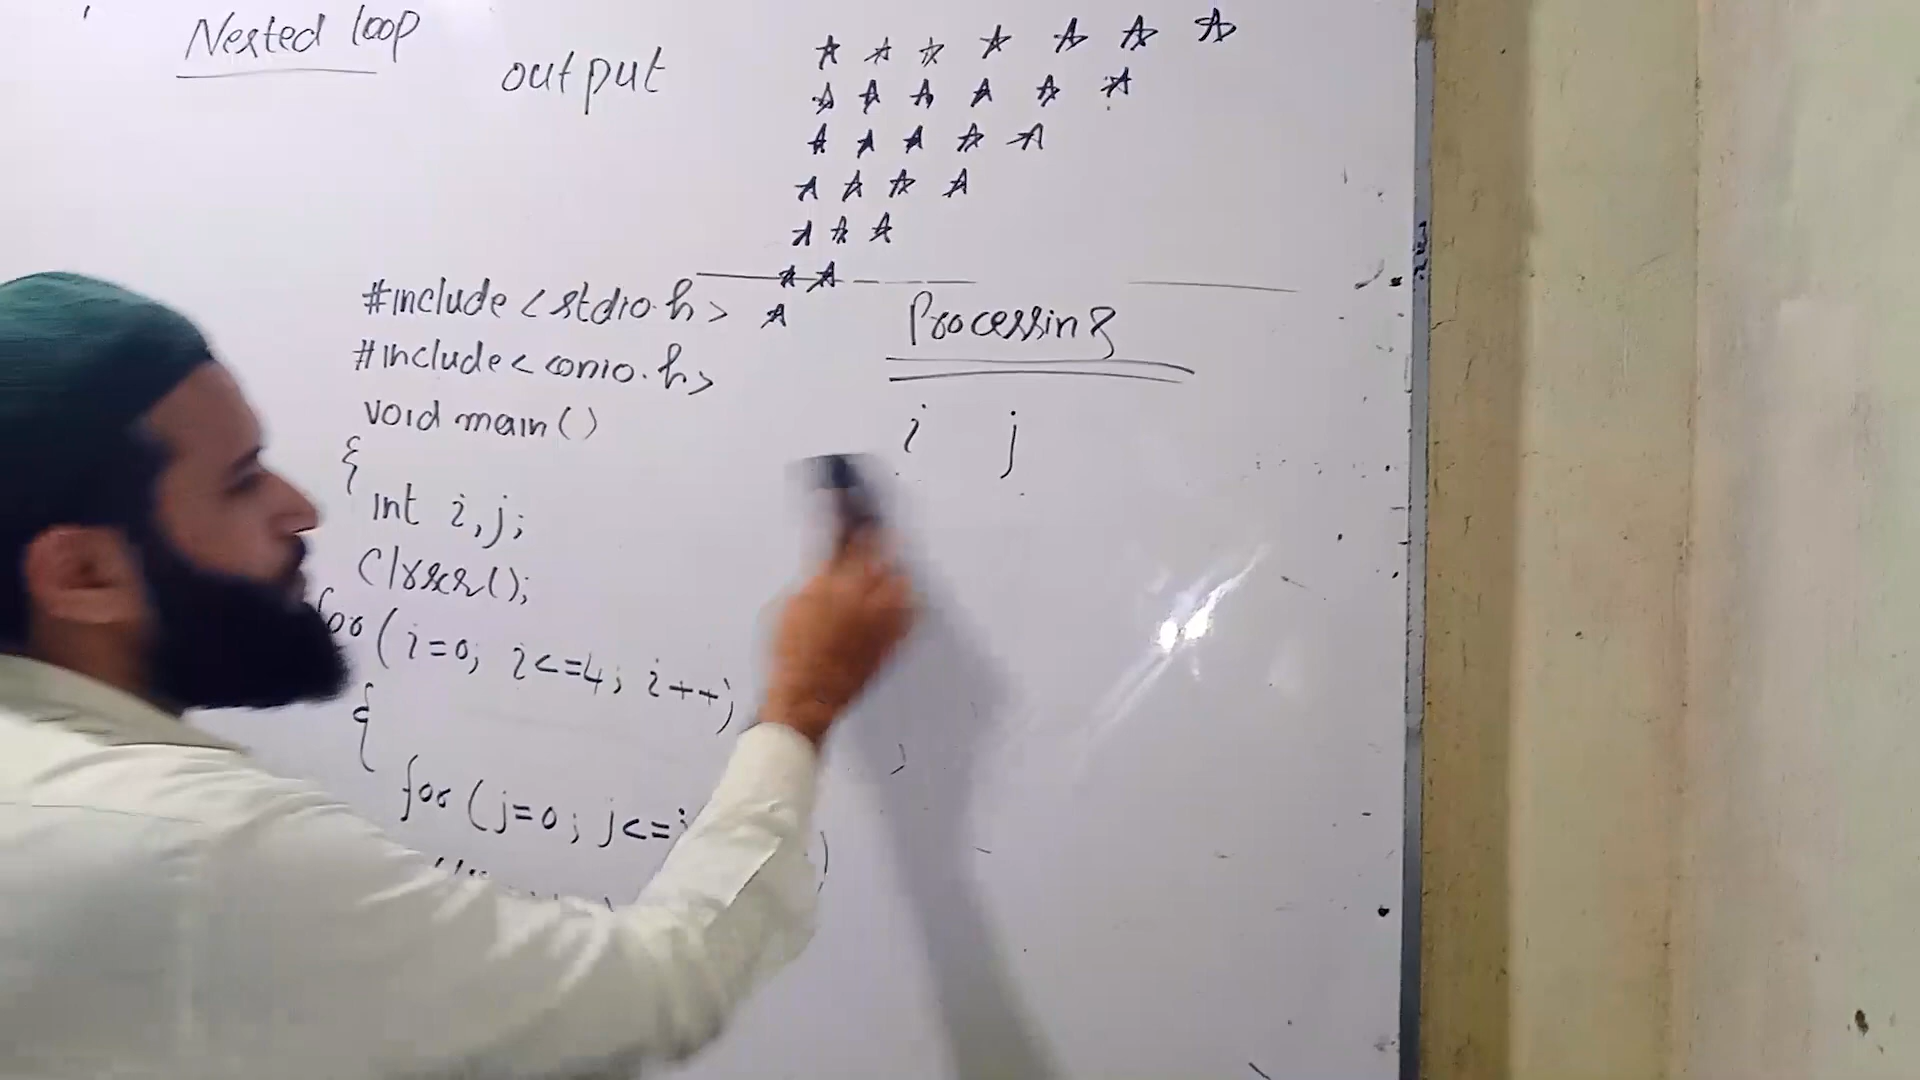 Nested loop
output
#include <stdio.h>
#include <conio.h>
void main()
{
int i,j;
Clrscr();
for (i=0; i<=4; i++)
{
for (j=0; j<=i
Processing
i j